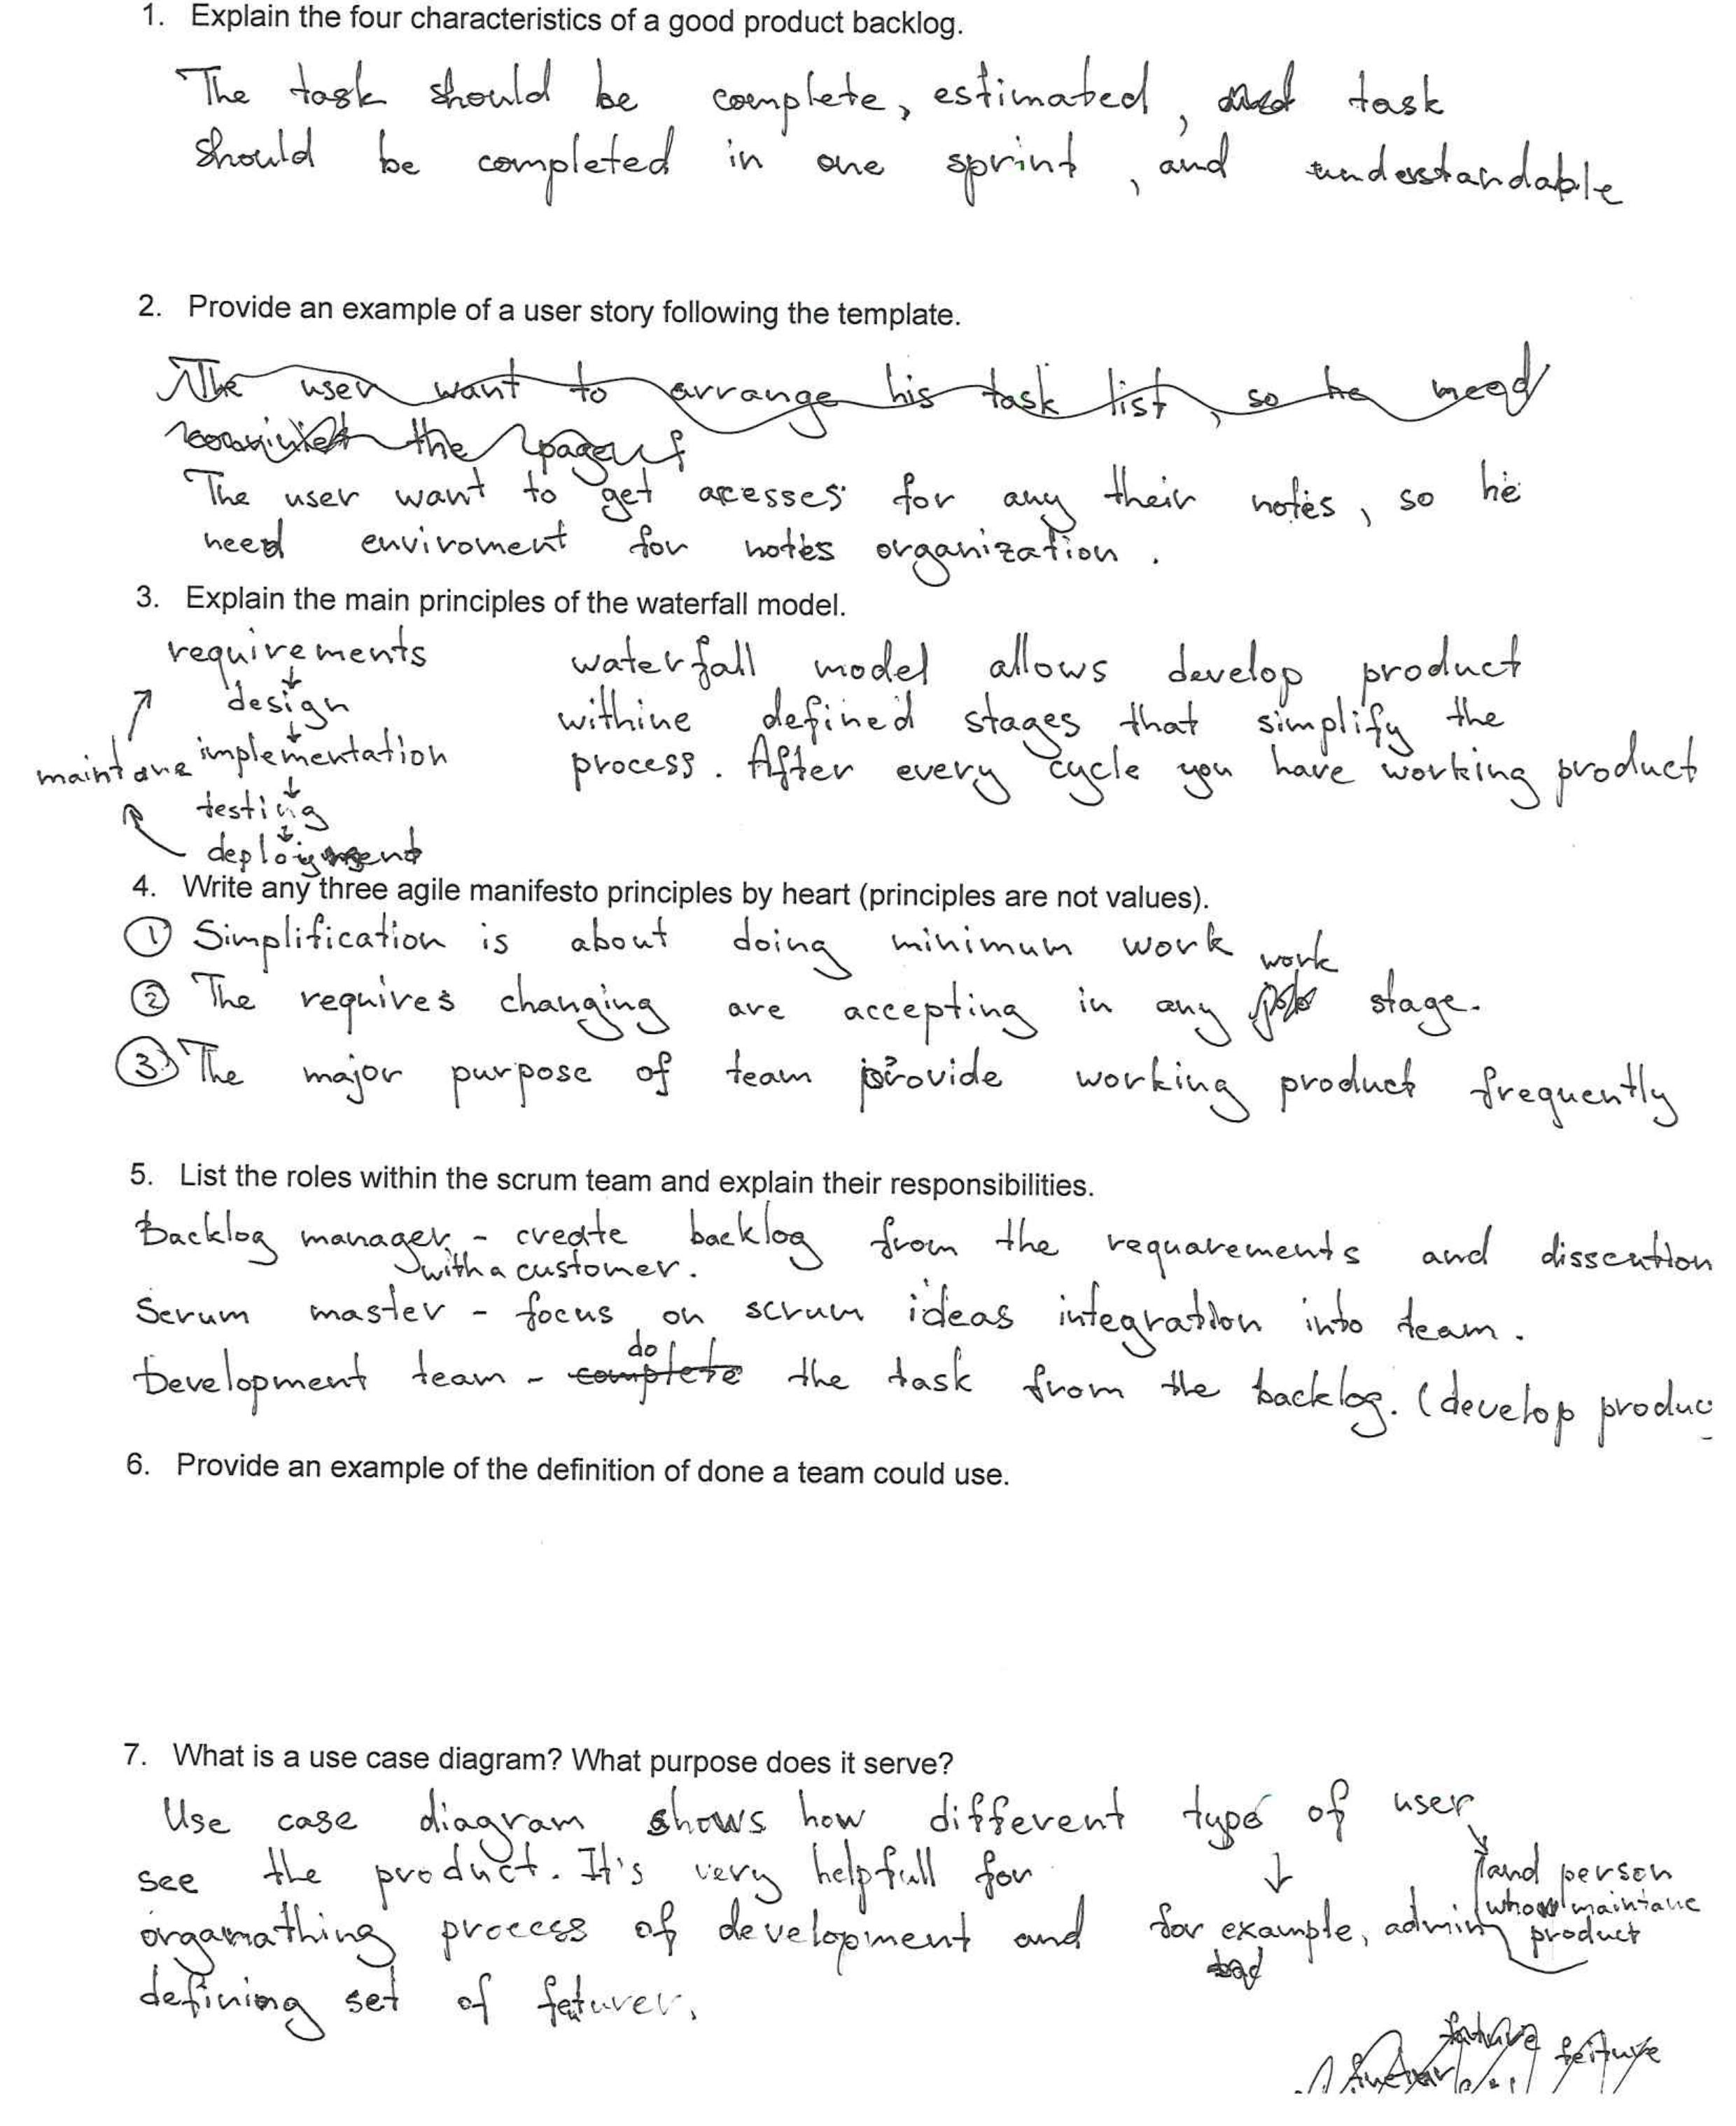 1. Explain the four characteristics of a good product backlog.
The task should be complete, estimated, task
should be completed in one sprint, and understandable
2. Provide an example of a user story following the template.
The user want to arrange his task list, so he need
the
The user want to get acesses for any their notes, so he
need enviroment for notes organization.
3. Explain the main principles of the waterfall model.
requirements
↓
design
↓
implementation
↓
testing
↓
deployment
maintane
waterfall model allows develop product
withine defined stages that simplify the
process. After every cycle you have working product
4. Write any three agile manifesto principles by heart (principles are not values).
① Simplification is about doing minimum work
② The requires changing are accepting in any work stage.
③ The major purpose of team provide working product frequently
5. List the roles within the scrum team and explain their responsibilities.
Backlog manager - create backlog from the requarements and
with a customer.
Scrum master - focus on scrum ideas integration into team.
Development team - complete do the task from the backlog. (develop produc
6. Provide an example of the definition of done a team could use.
7. What is a use case diagram? What purpose does it serve?
Use case diagram shows how different type of user
see the product. It's very helpfull for
process of development and
defining set of
↓
for example, admin
and person
who maintane
product
feiture